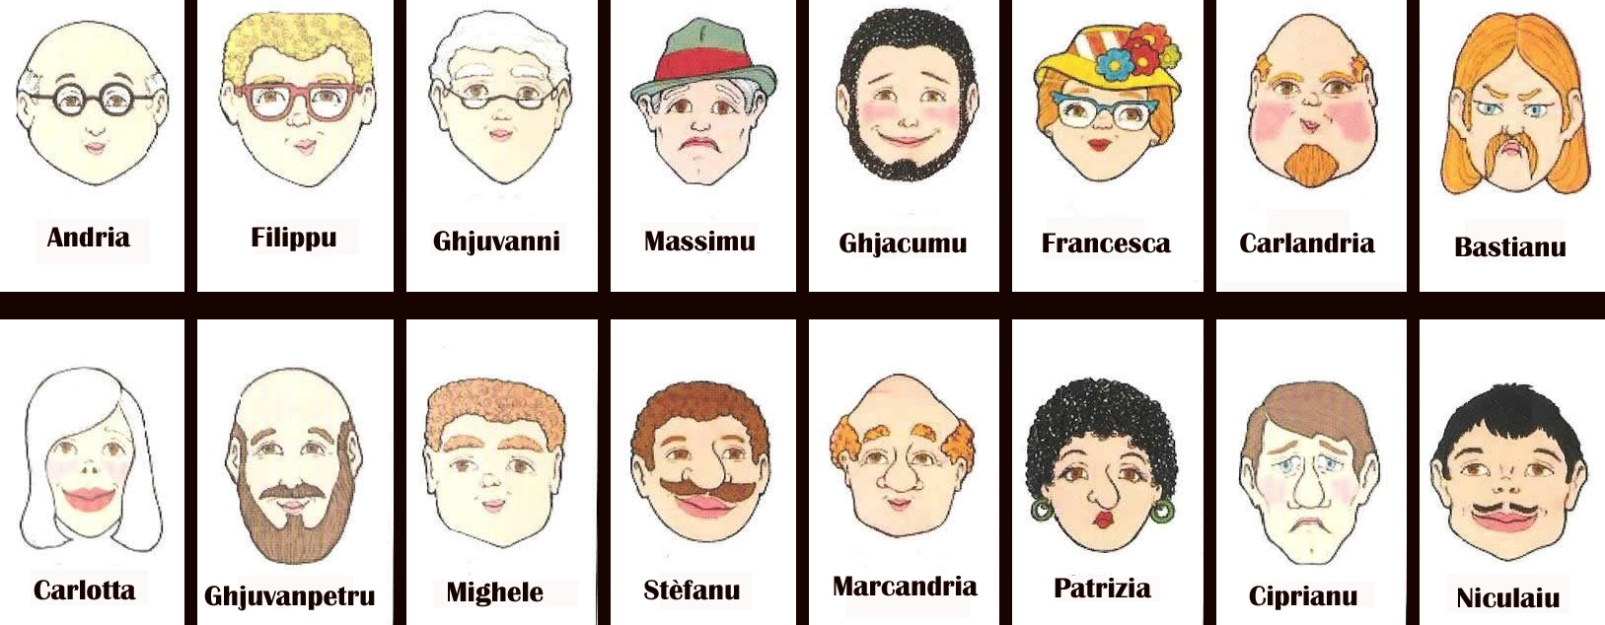 Andria
Filippu
Ghjuvanni
Massimu
Ghjacumu
Francesca
Carlandria
Bastianu
Carlotta
Ghjuvanpetru
Mighele
Stèfanu
Marcandria
Patrizia
Ciprianu
Niculaiu